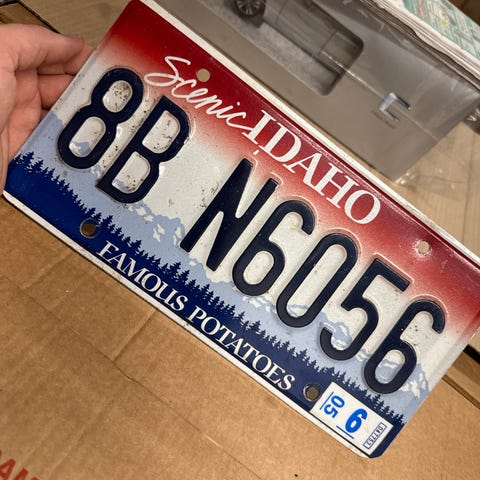 Scenic IDAHO
8B N6056
FAMOUS POTATOES
6
05